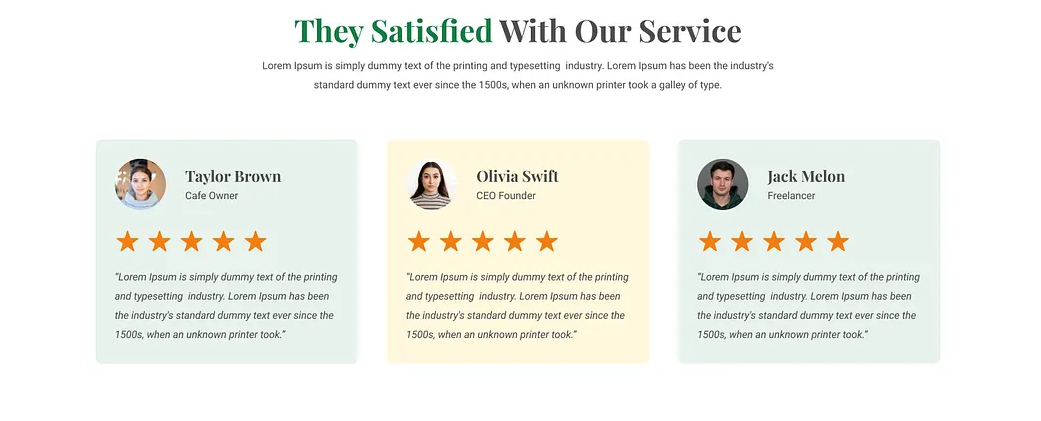 They Satisfied With Our Service
Lorem Ipsum is simply dummy text of the printing and typesetting  industry. Lorem Ipsum has been the industry's
standard dummy text ever since the 1500s, when an unknown printer took a galley of type.
Taylor Brown
Cafe Owner
“Lorem Ipsum is simply dummy text of the printing
and typesetting  industry. Lorem Ipsum has been
the industry's standard dummy text ever since the
1500s, when an unknown printer took.”
Olivia Swift
CEO Founder
“Lorem Ipsum is simply dummy text of the printing
and typesetting  industry. Lorem Ipsum has been
the industry's standard dummy text ever since the
1500s, when an unknown printer took.”
Jack Melon
Freelancer
“Lorem Ipsum is simply dummy text of the printing
and typesetting  industry. Lorem Ipsum has been
the industry's standard dummy text ever since the
1500s, when an unknown printer took.”